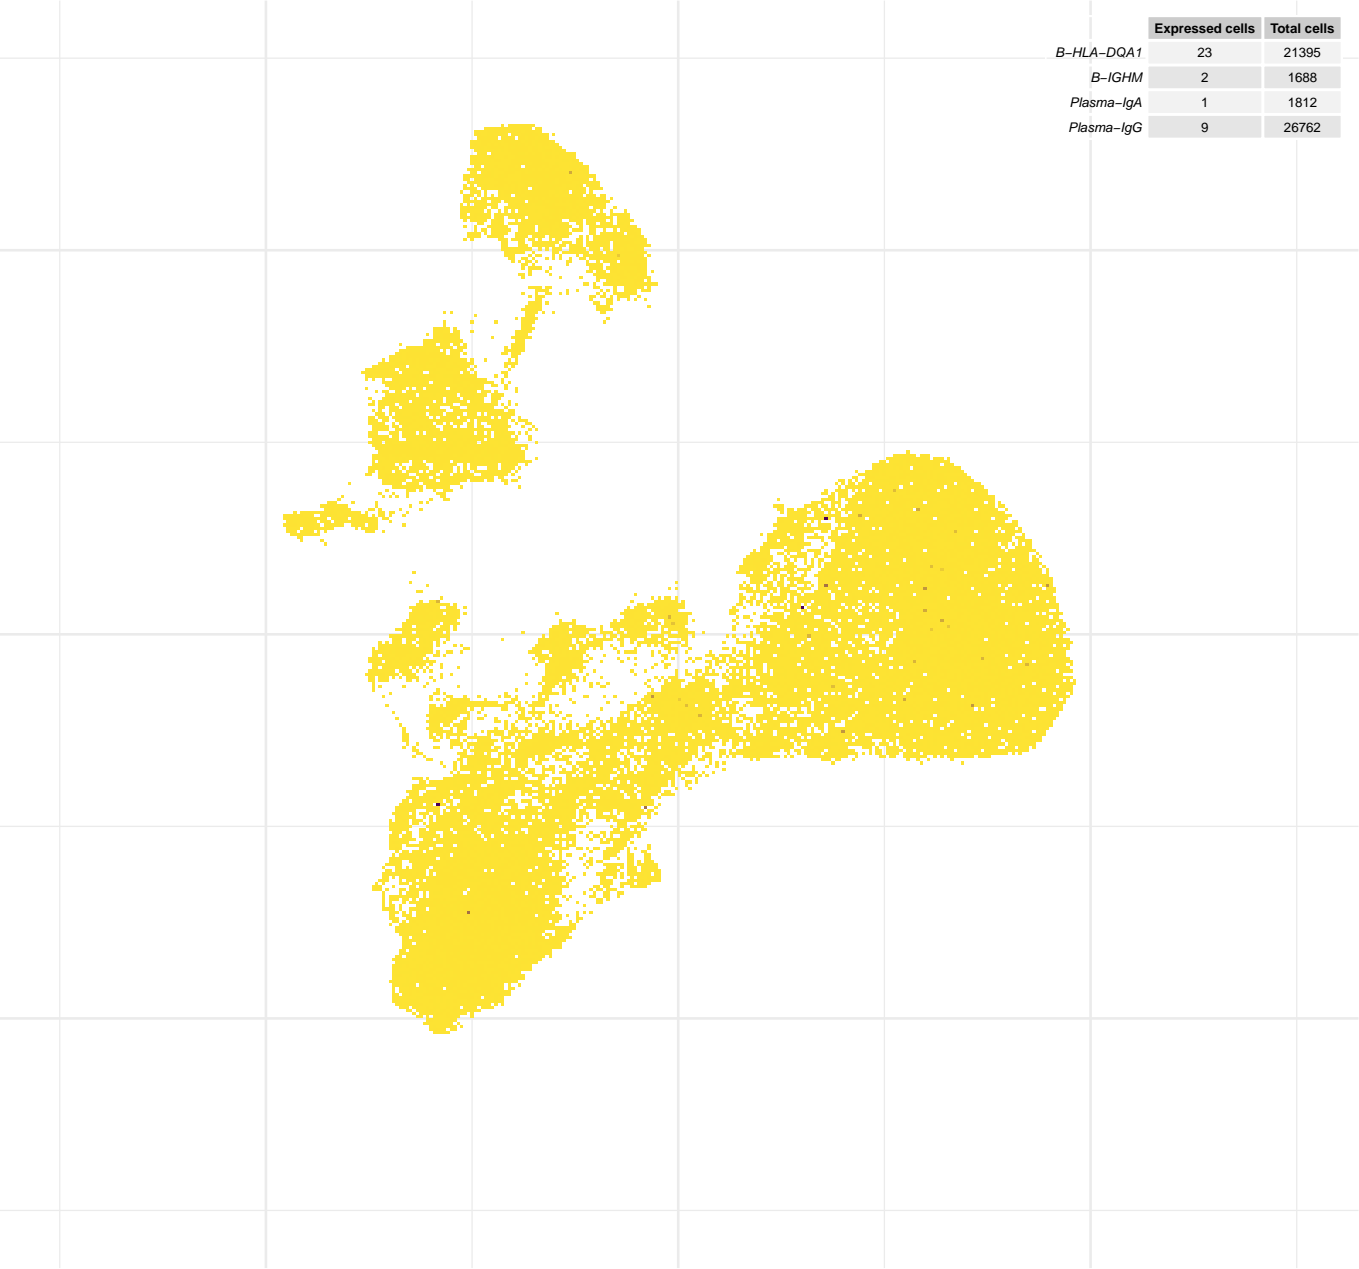 Expressed cells Total cells
B−HLA−DQA1 23 21395
B−IGHM 2 1688
Plasma−IgA 1 1812
Plasma−IgG 9 26762